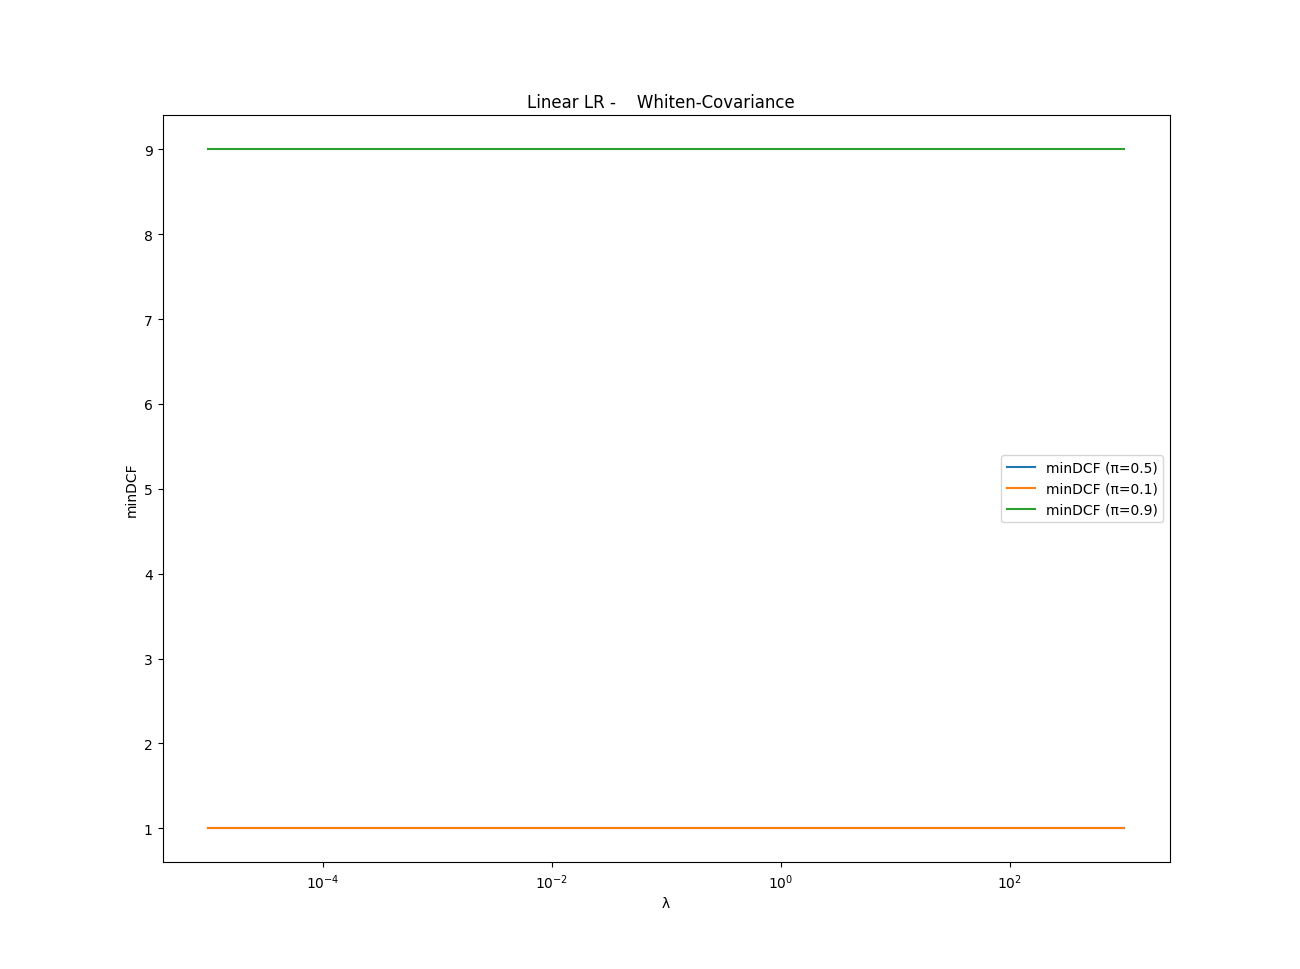 Linear LR -    Whiten-Covariance
minDCF
9
8
7
6
5
4
3
2
1
minDCF (π=0.5)
minDCF (π=0.1)
minDCF (π=0.9)
10⁻⁴
10⁻²
10⁰
10²
λ